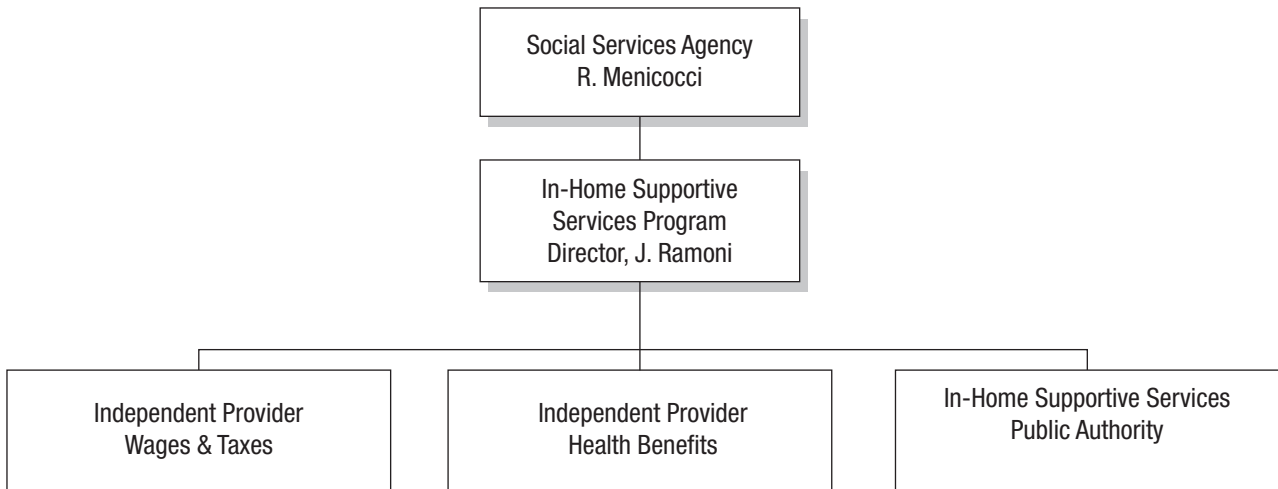 Social Services Agency
R. Menicocci
In-Home Supportive
Services Program
Director, J. Ramoni
Independent Provider
Wages & Taxes
Independent Provider
Health Benefits
In-Home Supportive Services
Public Authority